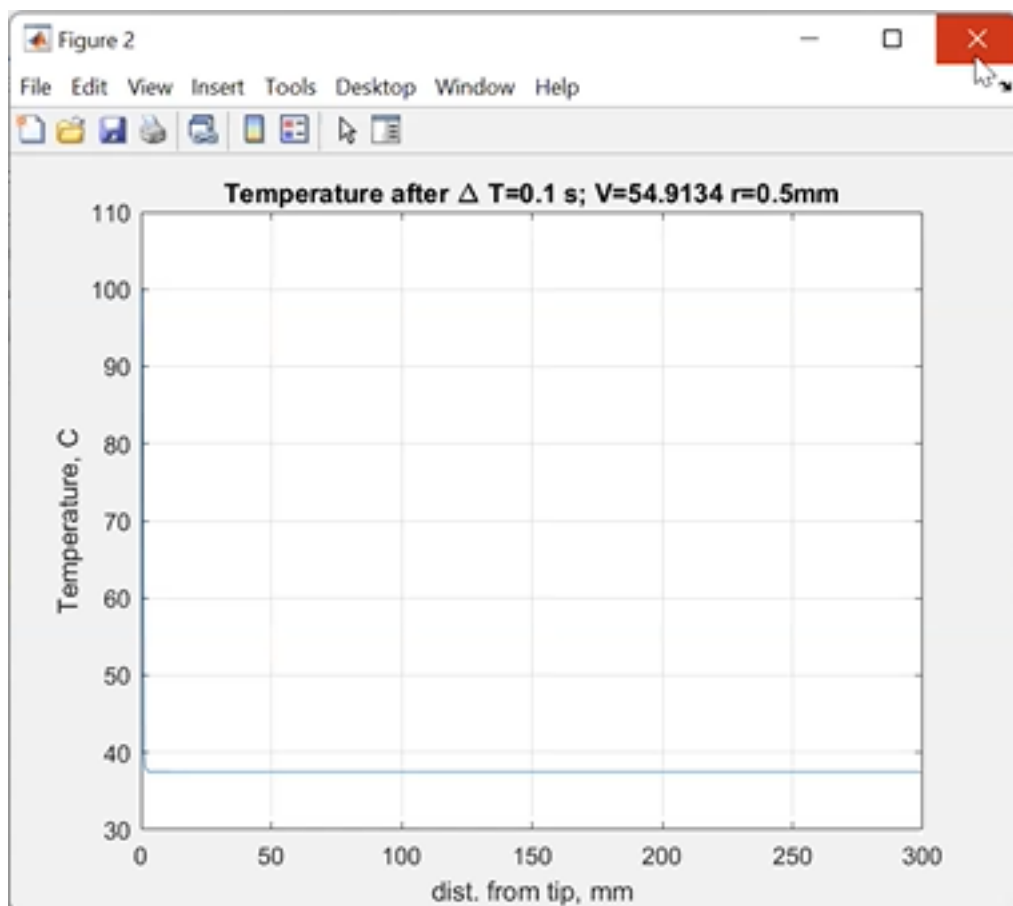 Figure 2
File Edit View Insert Tools Desktop Window Help
Temperature after Δ T=0.1 s; V=54.9134 r=0.5mm
110
100
90
80
70
60
50
40
30
Temperature, C
0 50 100 150 200 250 300
dist. from tip, mm